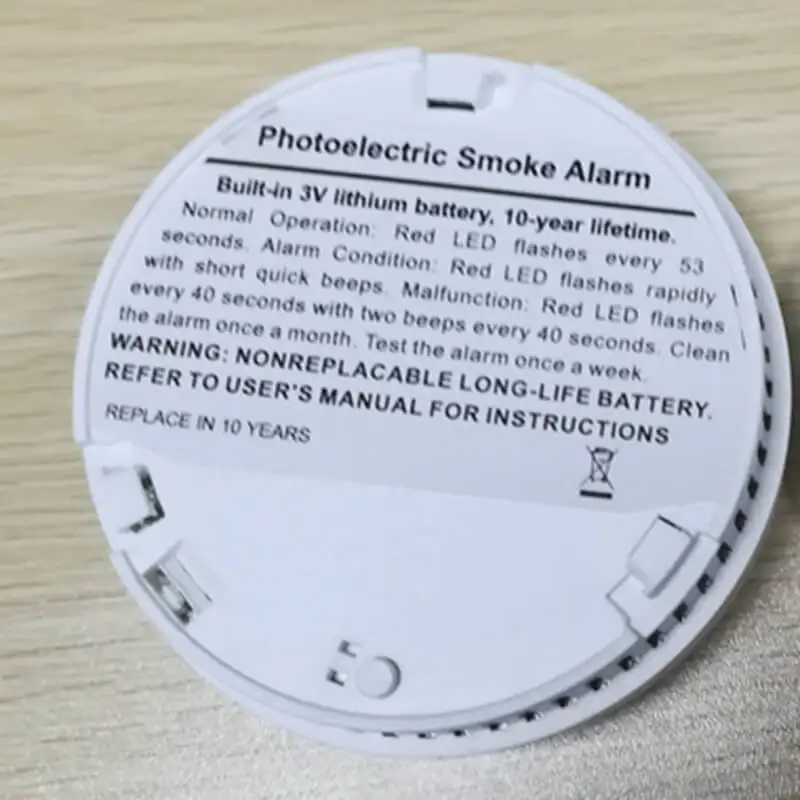 Photoelectric Smoke Alarm
Built-in 3V lithium battery, 10-year lifetime.
Normal Operation: Red LED flashes every 53
seconds. Alarm Condition: Red LED flashes rapidly
with short quick beeps. Malfunction: Red LED flashes
every 40 seconds with two beeps every 40 seconds. Clean
the alarm once a month. Test the alarm once a week.
WARNING: NONREPLACABLE LONG-LIFE BATTERY.
REFER TO USER'S MANUAL FOR INSTRUCTIONS
REPLACE IN 10 YEARS